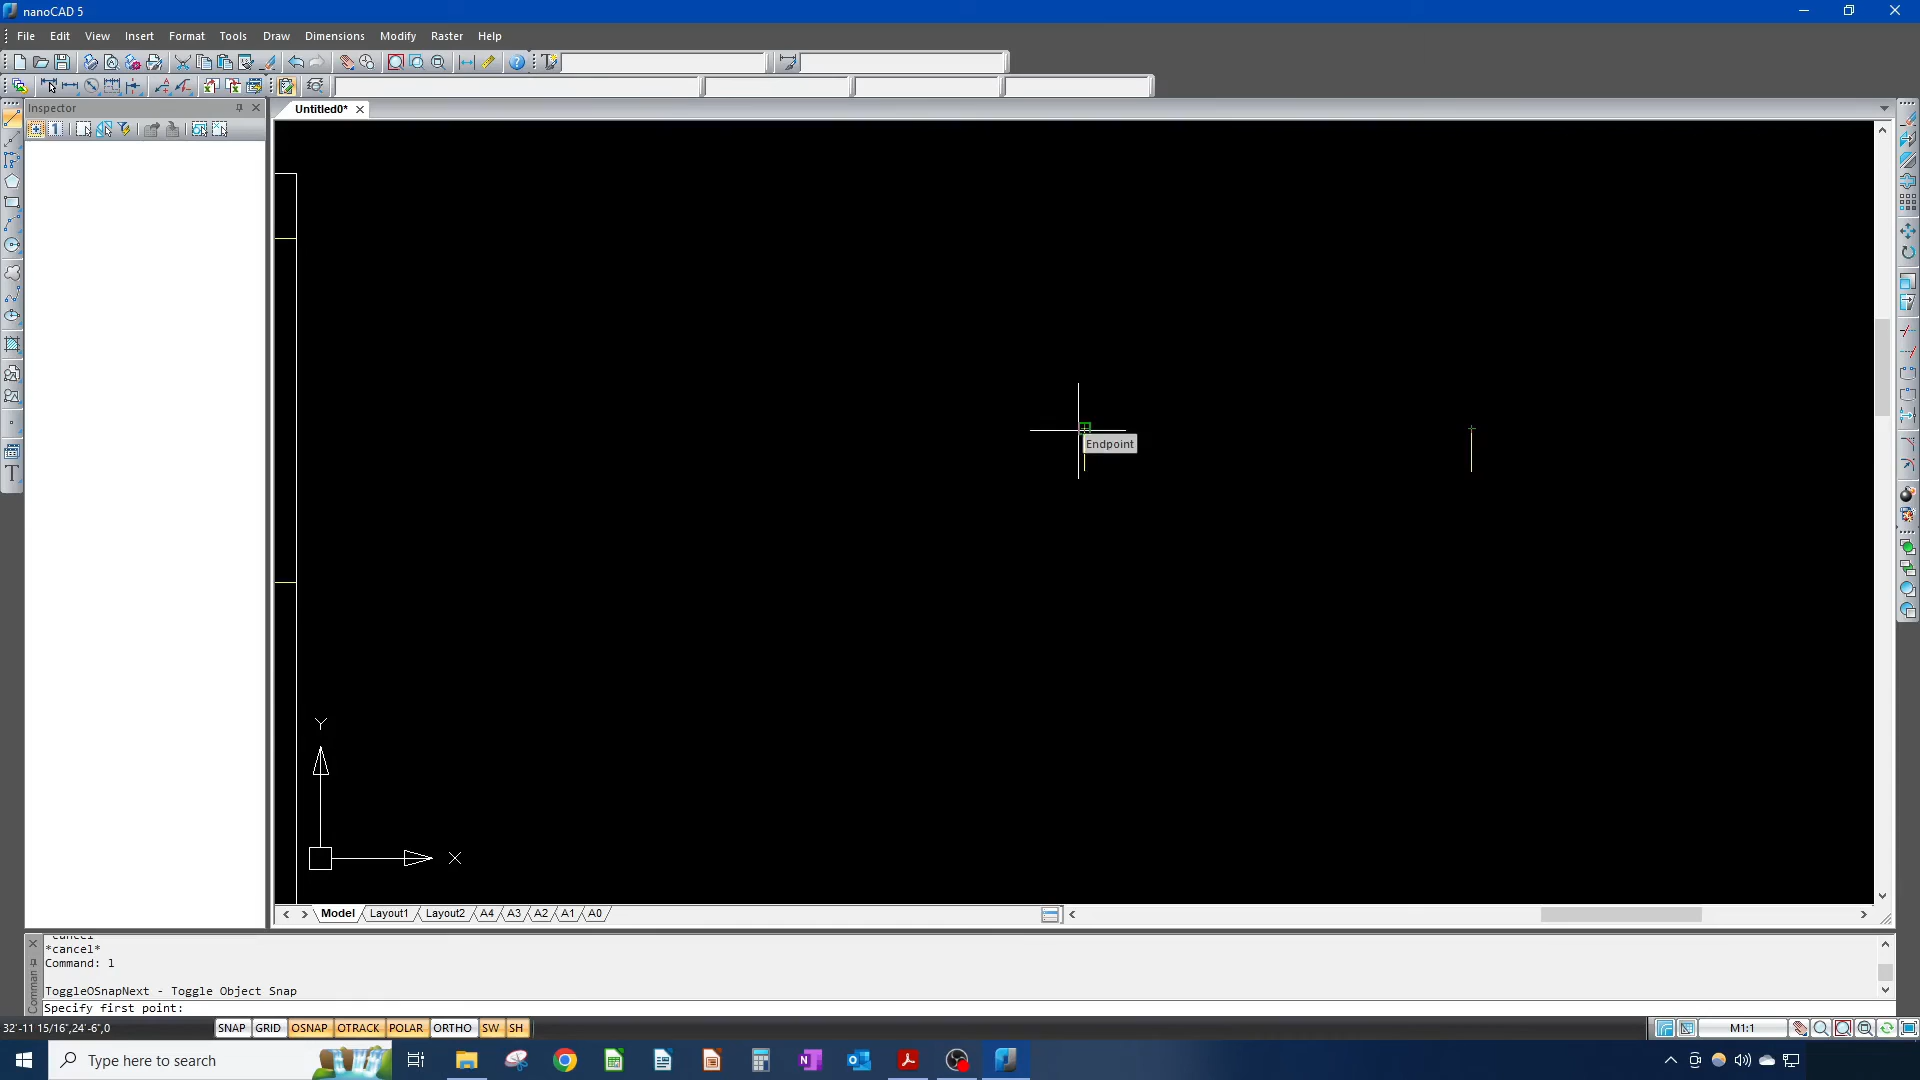 nanoCAD 5
File Edit View Insert Format Tools Draw Dimensions Modify Raster Help
Inspector
Untitled0*
1
Endpoint
Y
X
T
Model Layout1 Layout2 A4 A3 A2 A1 A0
*cancel*
Command: l
ToggleOSnapNext - Toggle Object Snap
Specify first point:
32'-11 15/16",24'-6",0 SNAP GRID OSNAP OTRACK POLAR ORTHO SW SH M1:1
Type here to search